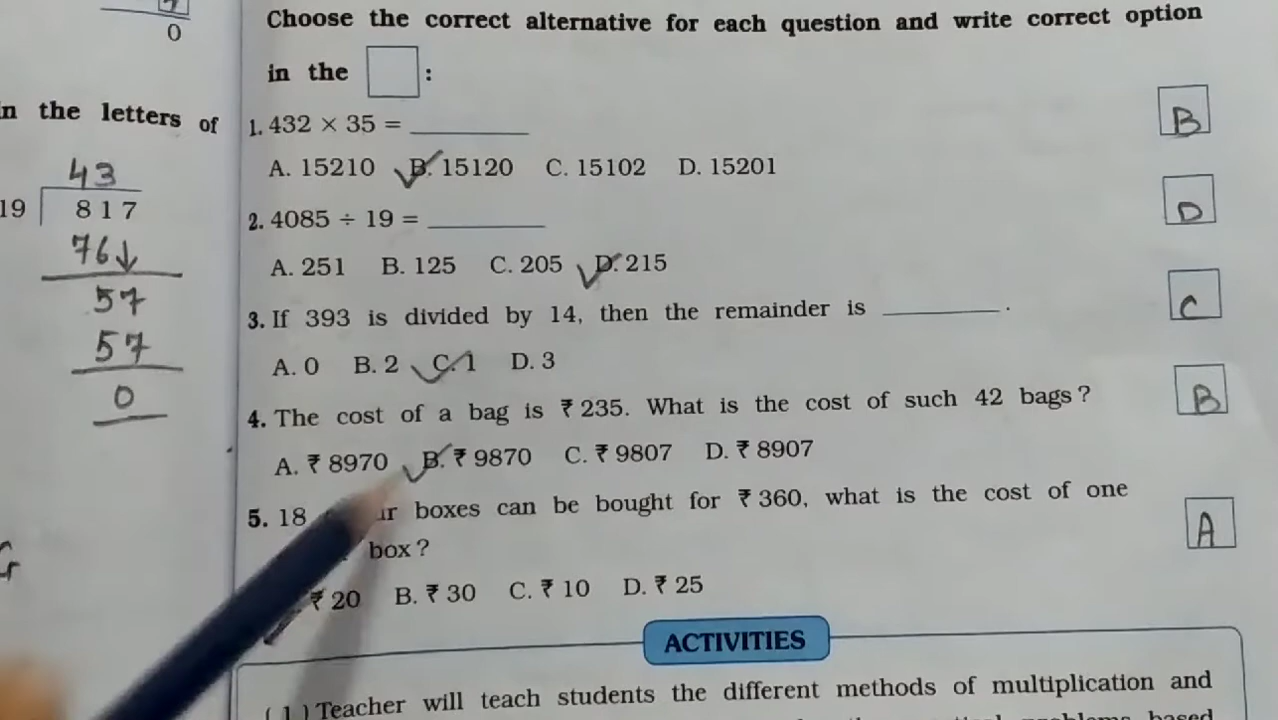 0
n the letters of
43
19 817
76↓
57
57
0
Choose the correct alternative for each question and write correct option
in the :
1. 432 × 35 = ________ B
A. 15210 B. 15120 C. 15102 D. 15201
2. 4085 ÷ 19 = ________ D
A. 251 B. 125 C. 205 D. 215
3. If 393 is divided by 14, then the remainder is ________. C
A. 0 B. 2 C. 1 D. 3
4. The cost of a bag is ₹ 235. What is the cost of such 42 bags? B
A. ₹ 8970 B. ₹ 9870 C. ₹ 9807 D. ₹ 8907
5. 18 boxes can be bought for ₹ 360, what is the cost of one A
box?
₹ 20 B. ₹ 30 C. ₹ 10 D. ₹ 25
ACTIVITIES
(1) Teacher will teach students the different methods of multiplication and
based